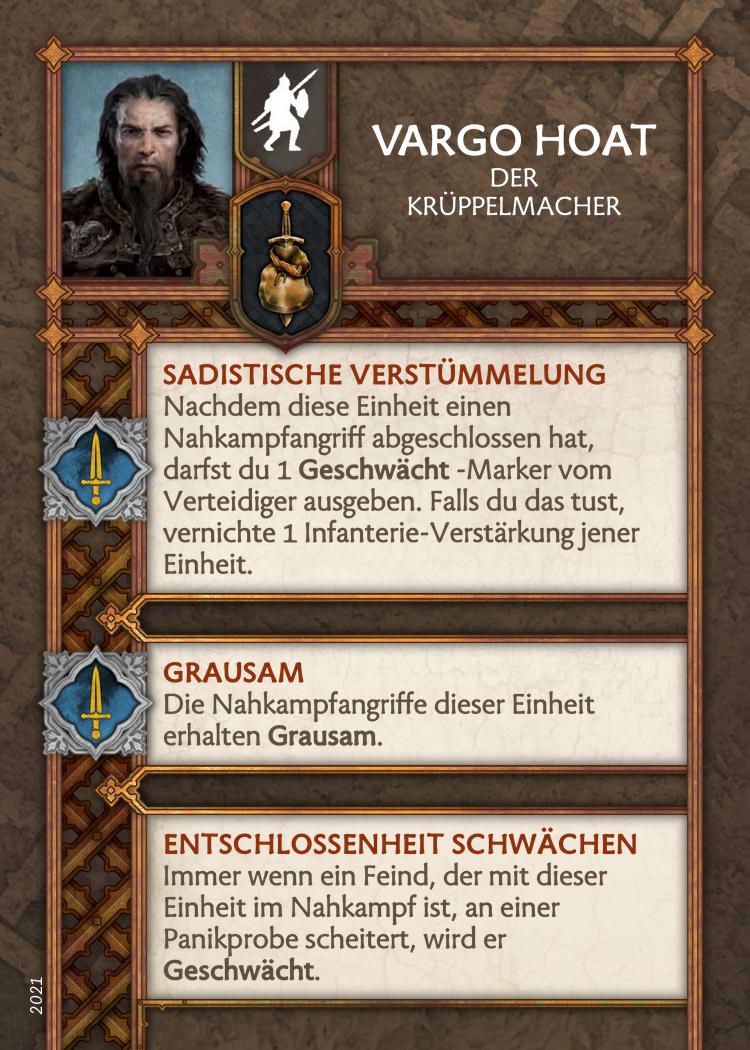 VARGO HOAT
DER
KRÜPPELMACHER
SADISTISCHE VERSTÜMMELUNG
Nachdem diese Einheit einen
Nahkampfangriff abgeschlossen hat,
darfst du 1 Geschwächt -Marker vom
Verteidiger ausgeben. Falls du das tust,
vernichte 1 Infanterie-Verstärkung jener
Einheit.
GRAUSAM
Die Nahkampfangriffe dieser Einheit
erhalten Grausam.
ENTSCHLOSSENHEIT SCHWÄCHEN
Immer wenn ein Feind, der mit dieser
Einheit im Nahkampf ist, an einer
Panikprobe scheitert, wird er
Geschwächt.
2021